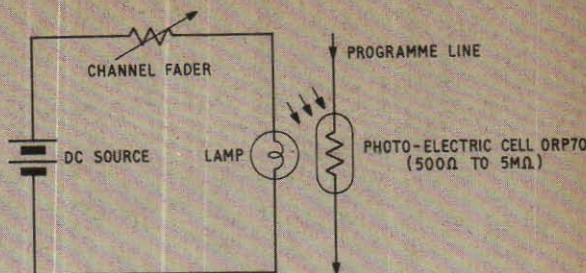 CHANNEL FADER
PROGRAMME LINE
DC SOURCE
LAMP
PHOTO-ELECTRIC CELL ORP70
(500Ω TO 5MΩ)